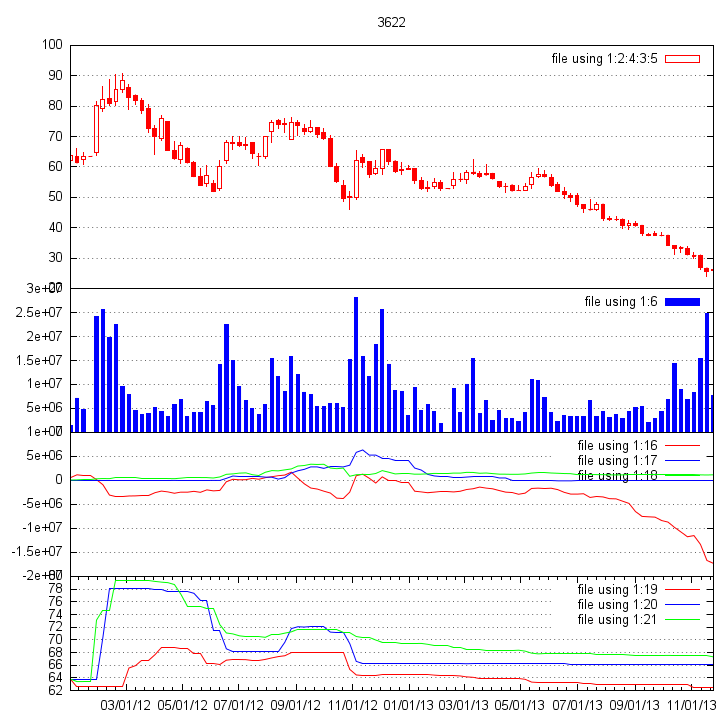 3622
100
file using 1:2:4:3:5
90
80
70
60
50
40
30
3e+07
file using 1:6
2.5e+07
2e+07
1.5e+07
1e+07
5e+06
file using 1:16
5e+06
file using 1:17
file using 1:18
0
-5e+06
-1e+07
-1.5e+07
78
file using 1:19
76
file using 1:20
74
file using 1:21
72
70
68
66
64
62
03/01/12 05/01/12 07/01/12 09/01/12 11/01/12 01/01/13 03/01/13 05/01/13 07/01/13 09/01/13 11/01/13